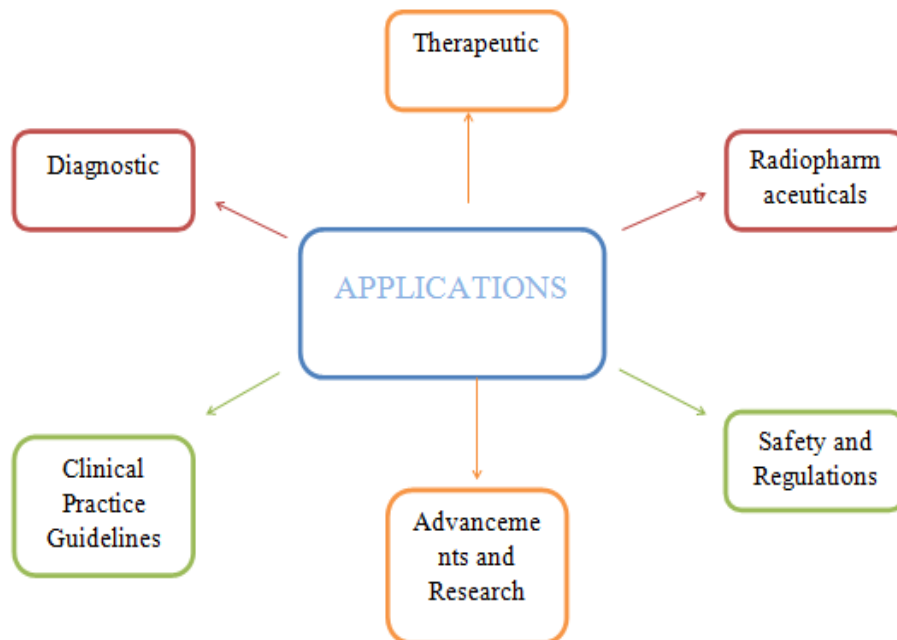 Therapeutic
Diagnostic
Radiopharm
aceuticals
APPLICATIONS
Clinical
Practice
Guidelines
Safety and
Regulations
Advanceme
nts and
Research